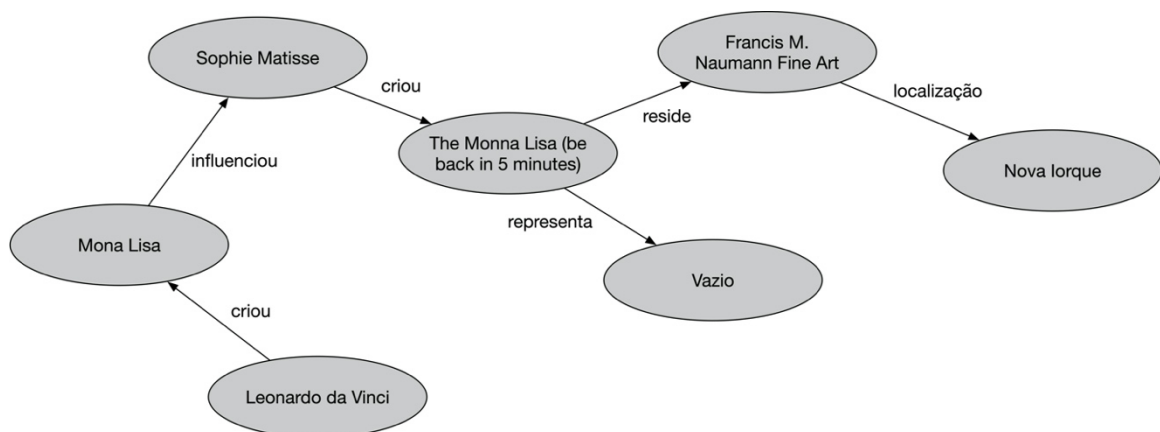 Francis M.
Naumann Fine Art
Sophie Matisse
criou
localização
reside
The Monna Lisa (be
back in 5 minutes)
influenciou
Nova Iorque
representa
Mona Lisa
Vazio
criou
Leonardo da Vinci